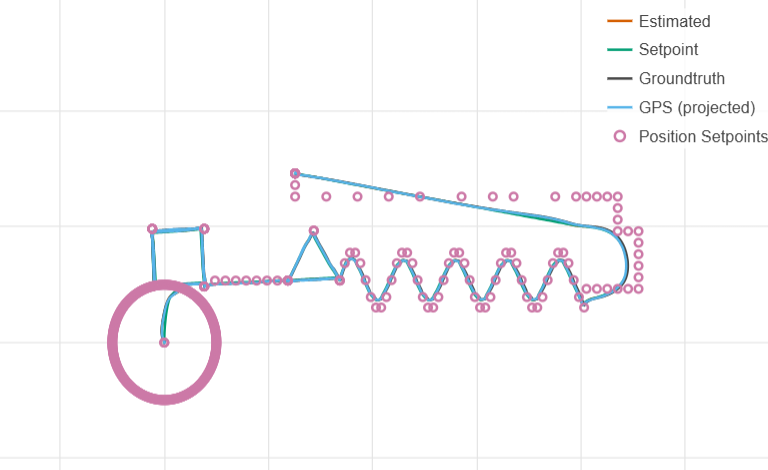 Estimated
Setpoint
Groundtruth
GPS (projected)
Position Setpoints